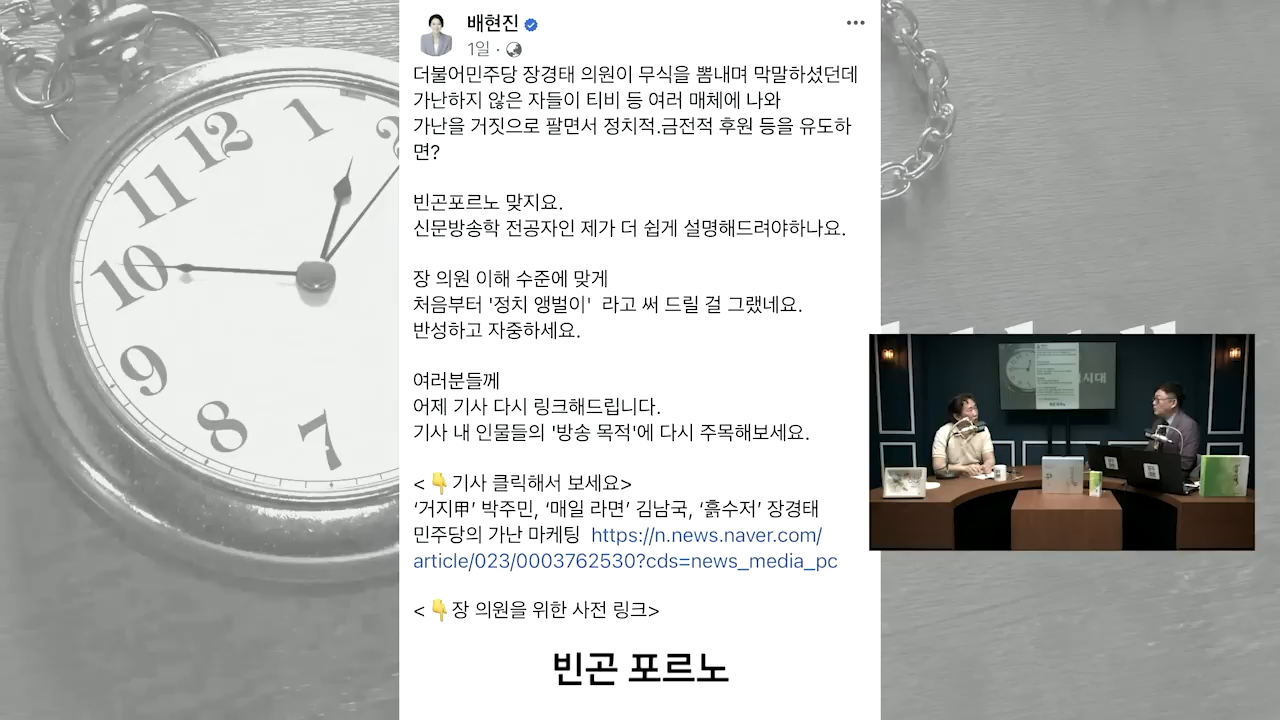 배현진
1일 ·
더불어민주당 장경태 의원이 무식을 뽐내며 막말하셨던데
가난하지 않은 자들이 티비 등 여러 매체에 나와
가난을 거짓으로 팔면서 정치적.금전적 후원 등을 유도하
면?
빈곤포르노 맞지요.
신문방송학 전공자인 제가 더 쉽게 설명해드려야하나요.
장 의원 이해 수준에 맞게
처음부터 '정치 앵벌이' 라고 써 드릴 걸 그랬네요.
반성하고 자중하세요.
여러분들께
어제 기사 다시 링크해드립니다.
기사 내 인물들의 '방송 목적'에 다시 주목해보세요.
<👇기사 클릭해서 보세요>
‘거지甲’ 박주민, ‘매일 라면’ 김남국, ‘흙수저’ 장경태
민주당의 가난 마케팅 https://n.news.naver.com/
article/023/0003762530?cds=news_media_pc
<👇장 의원을 위한 사전 링크>
빈곤 포르노
12
1
2
11
10
9
8
7
시대